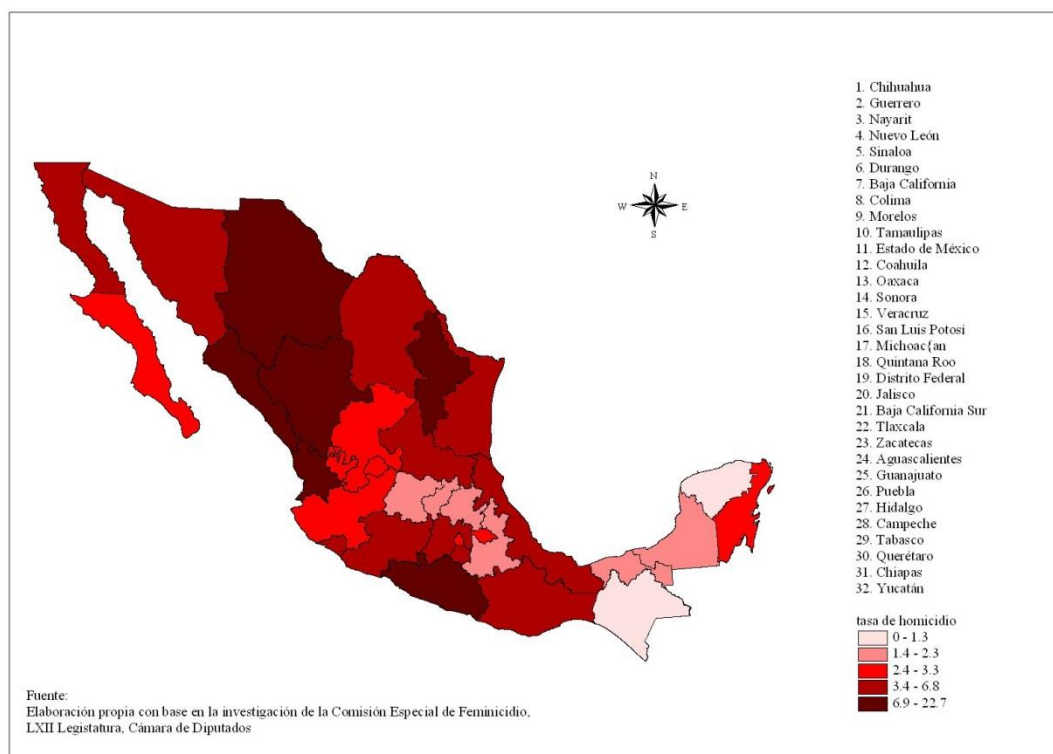 1. Chihuahua
2. Guerrero
3. Nayarit
4. Nuevo León
5. Sinaloa
6. Durango
7. Baja California
8. Colima
9. Morelos
10. Tamaulipas
11. Estado de México
12. Coahuila
13. Oaxaca
14. Sonora
15. Veracruz
16. San Luis Potosí
17. Michoac{an
18. Quintana Roo
19. Distrito Federal
20. Jalisco
21. Baja California Sur
22. Tlaxcala
23. Zacatecas
24. Aguascalientes
25. Guanajuato
26. Puebla
27. Hidalgo
28. Campeche
29. Tabasco
30. Querétaro
31. Chiapas
32. Yucatán
N
W E
S
tasa de homicidio
0 - 1.3
1.4 - 2.3
2.4 - 3.3
3.4 - 6.8
6.9 - 22.7
Fuente:
Elaboración propia con base en la investigación de la Comisión Especial de Feminicidio,
LXII Legistatura, Cámara de Diputados